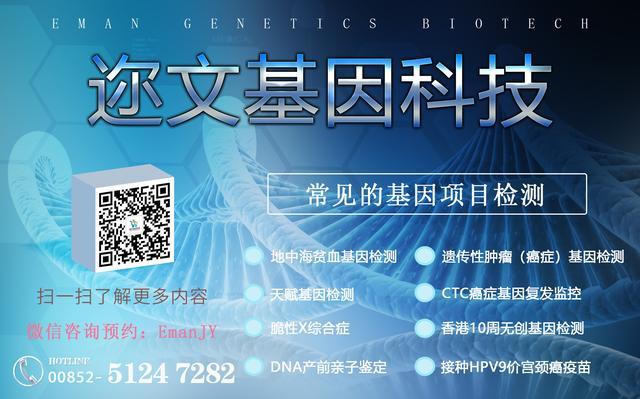 EMAN GENETICS BIOTECH
迩文基因科技
常见的基因项目检测
地中海贫血基因检测
遗传性肿瘤（癌症）基因检测
天赋基因检测
CTC癌症基因复发监控
脆性X综合症
香港10周无创基因检测
DNA产前亲子鉴定
接种HPV9价宫颈癌疫苗
扫一扫了解更多内容
微信咨询预约：EmanJY
HOTLINE
00852- 5124 7282